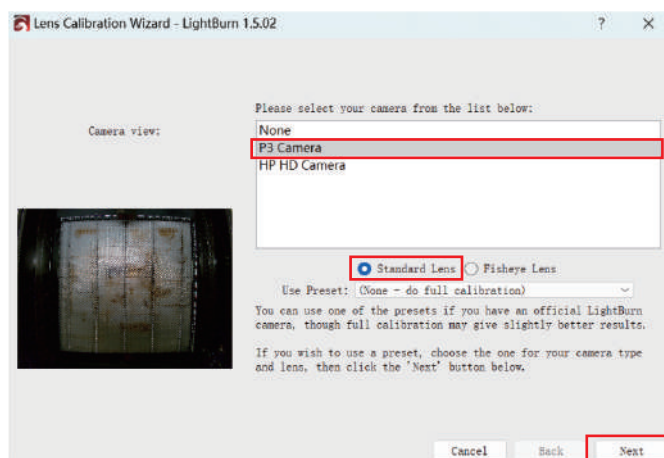 Lens Calibration Wizard - LightBurn 1.5.02
?
Please select your camera from the list below:
Camera view:
None
P3 Camera
HP HD Camera
Standard Lens
Fisheye Lens
Use Preset: (None - do full calibration)
You can use one of the presets if you have an official LightBurn
camera, though full calibration may give slightly better results.
If you wish to use a preset, choose the one for your camera type
and lens, then click the 'Next' button below.
Cancel
Back
Next